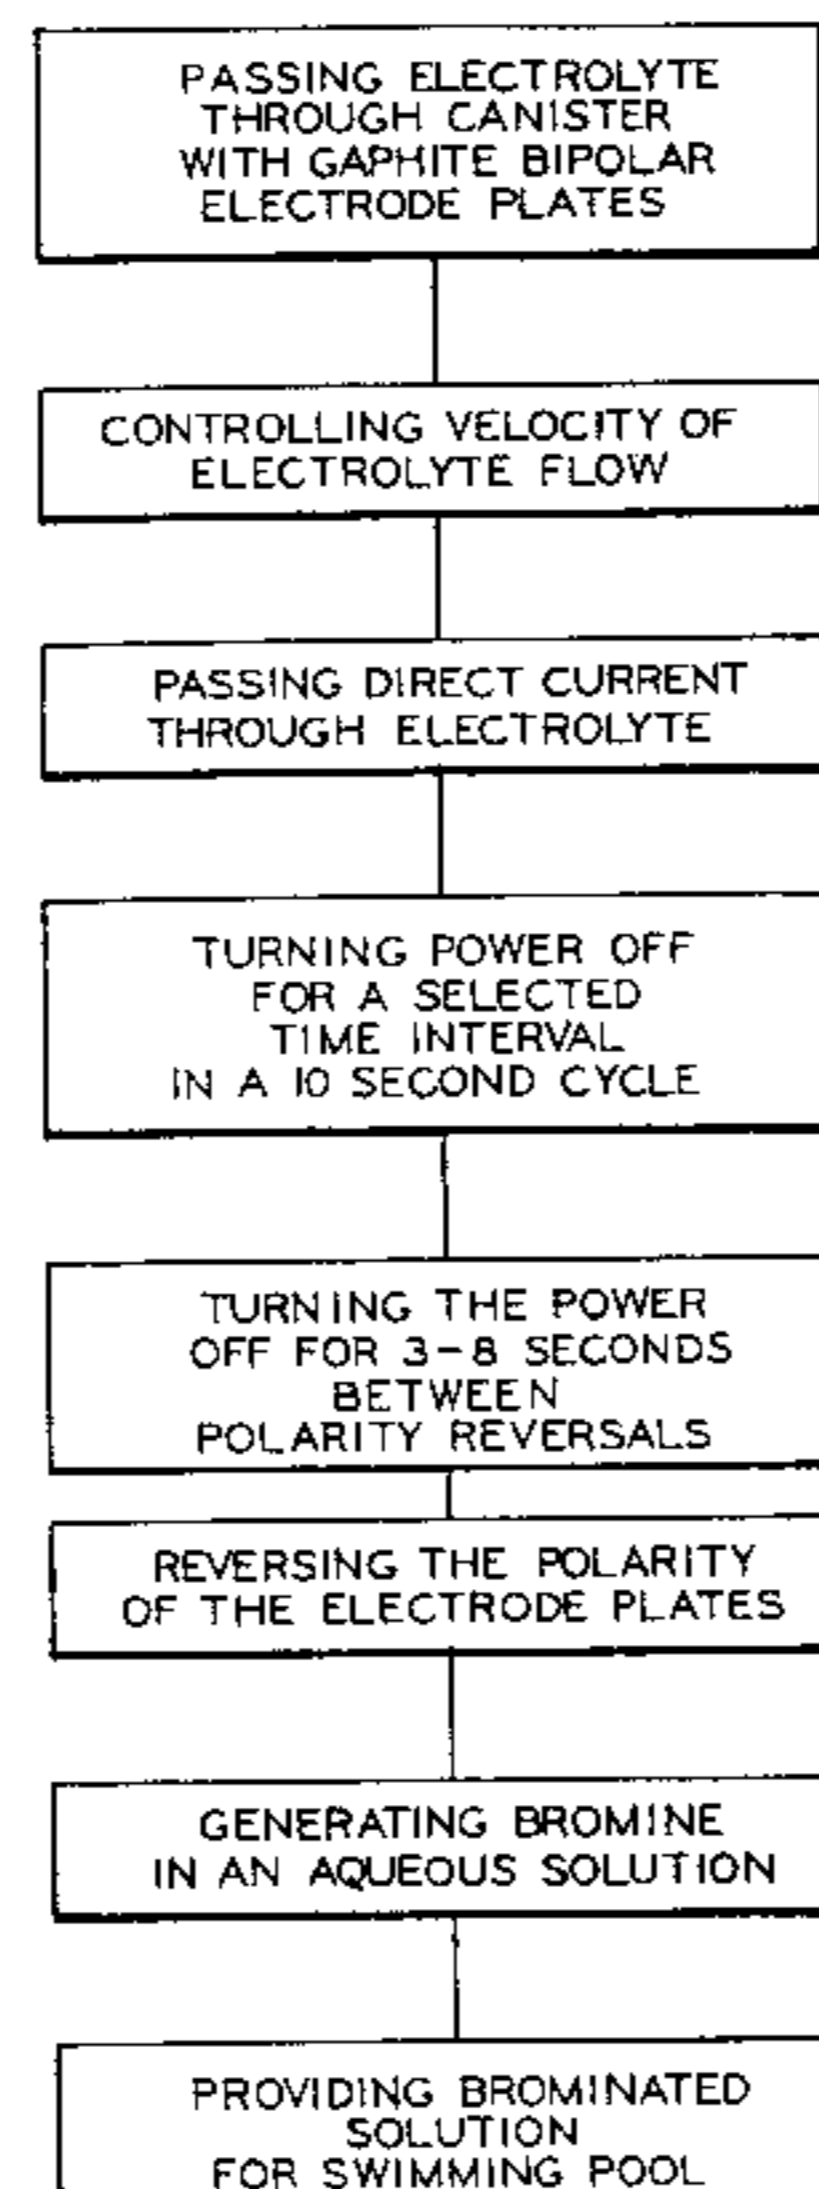 PASSING ELECTROLYTE
THROUGH CANISTER
WITH GAPHITE BIPOLAR
ELECTRODE PLATES
CONTROLLING VELOCITY OF
ELECTROLYTE FLOW
PASSING DIRECT CURRENT
THROUGH ELECTROLYTE
TURNING POWER OFF
FOR A SELECTED
TIME INTERVAL
IN A 10 SECOND CYCLE
TURNING THE POWER
OFF FOR 3-8 SECONDS
BETWEEN
POLARITY REVERSALS
REVERSING THE POLARITY
OF THE ELECTRODE PLATES
GENERATING BROMINE
IN AN AQUEOUS SOLUTION
PROVIDING BROMINATED
SOLUTION
FOR SWIMMING POOL